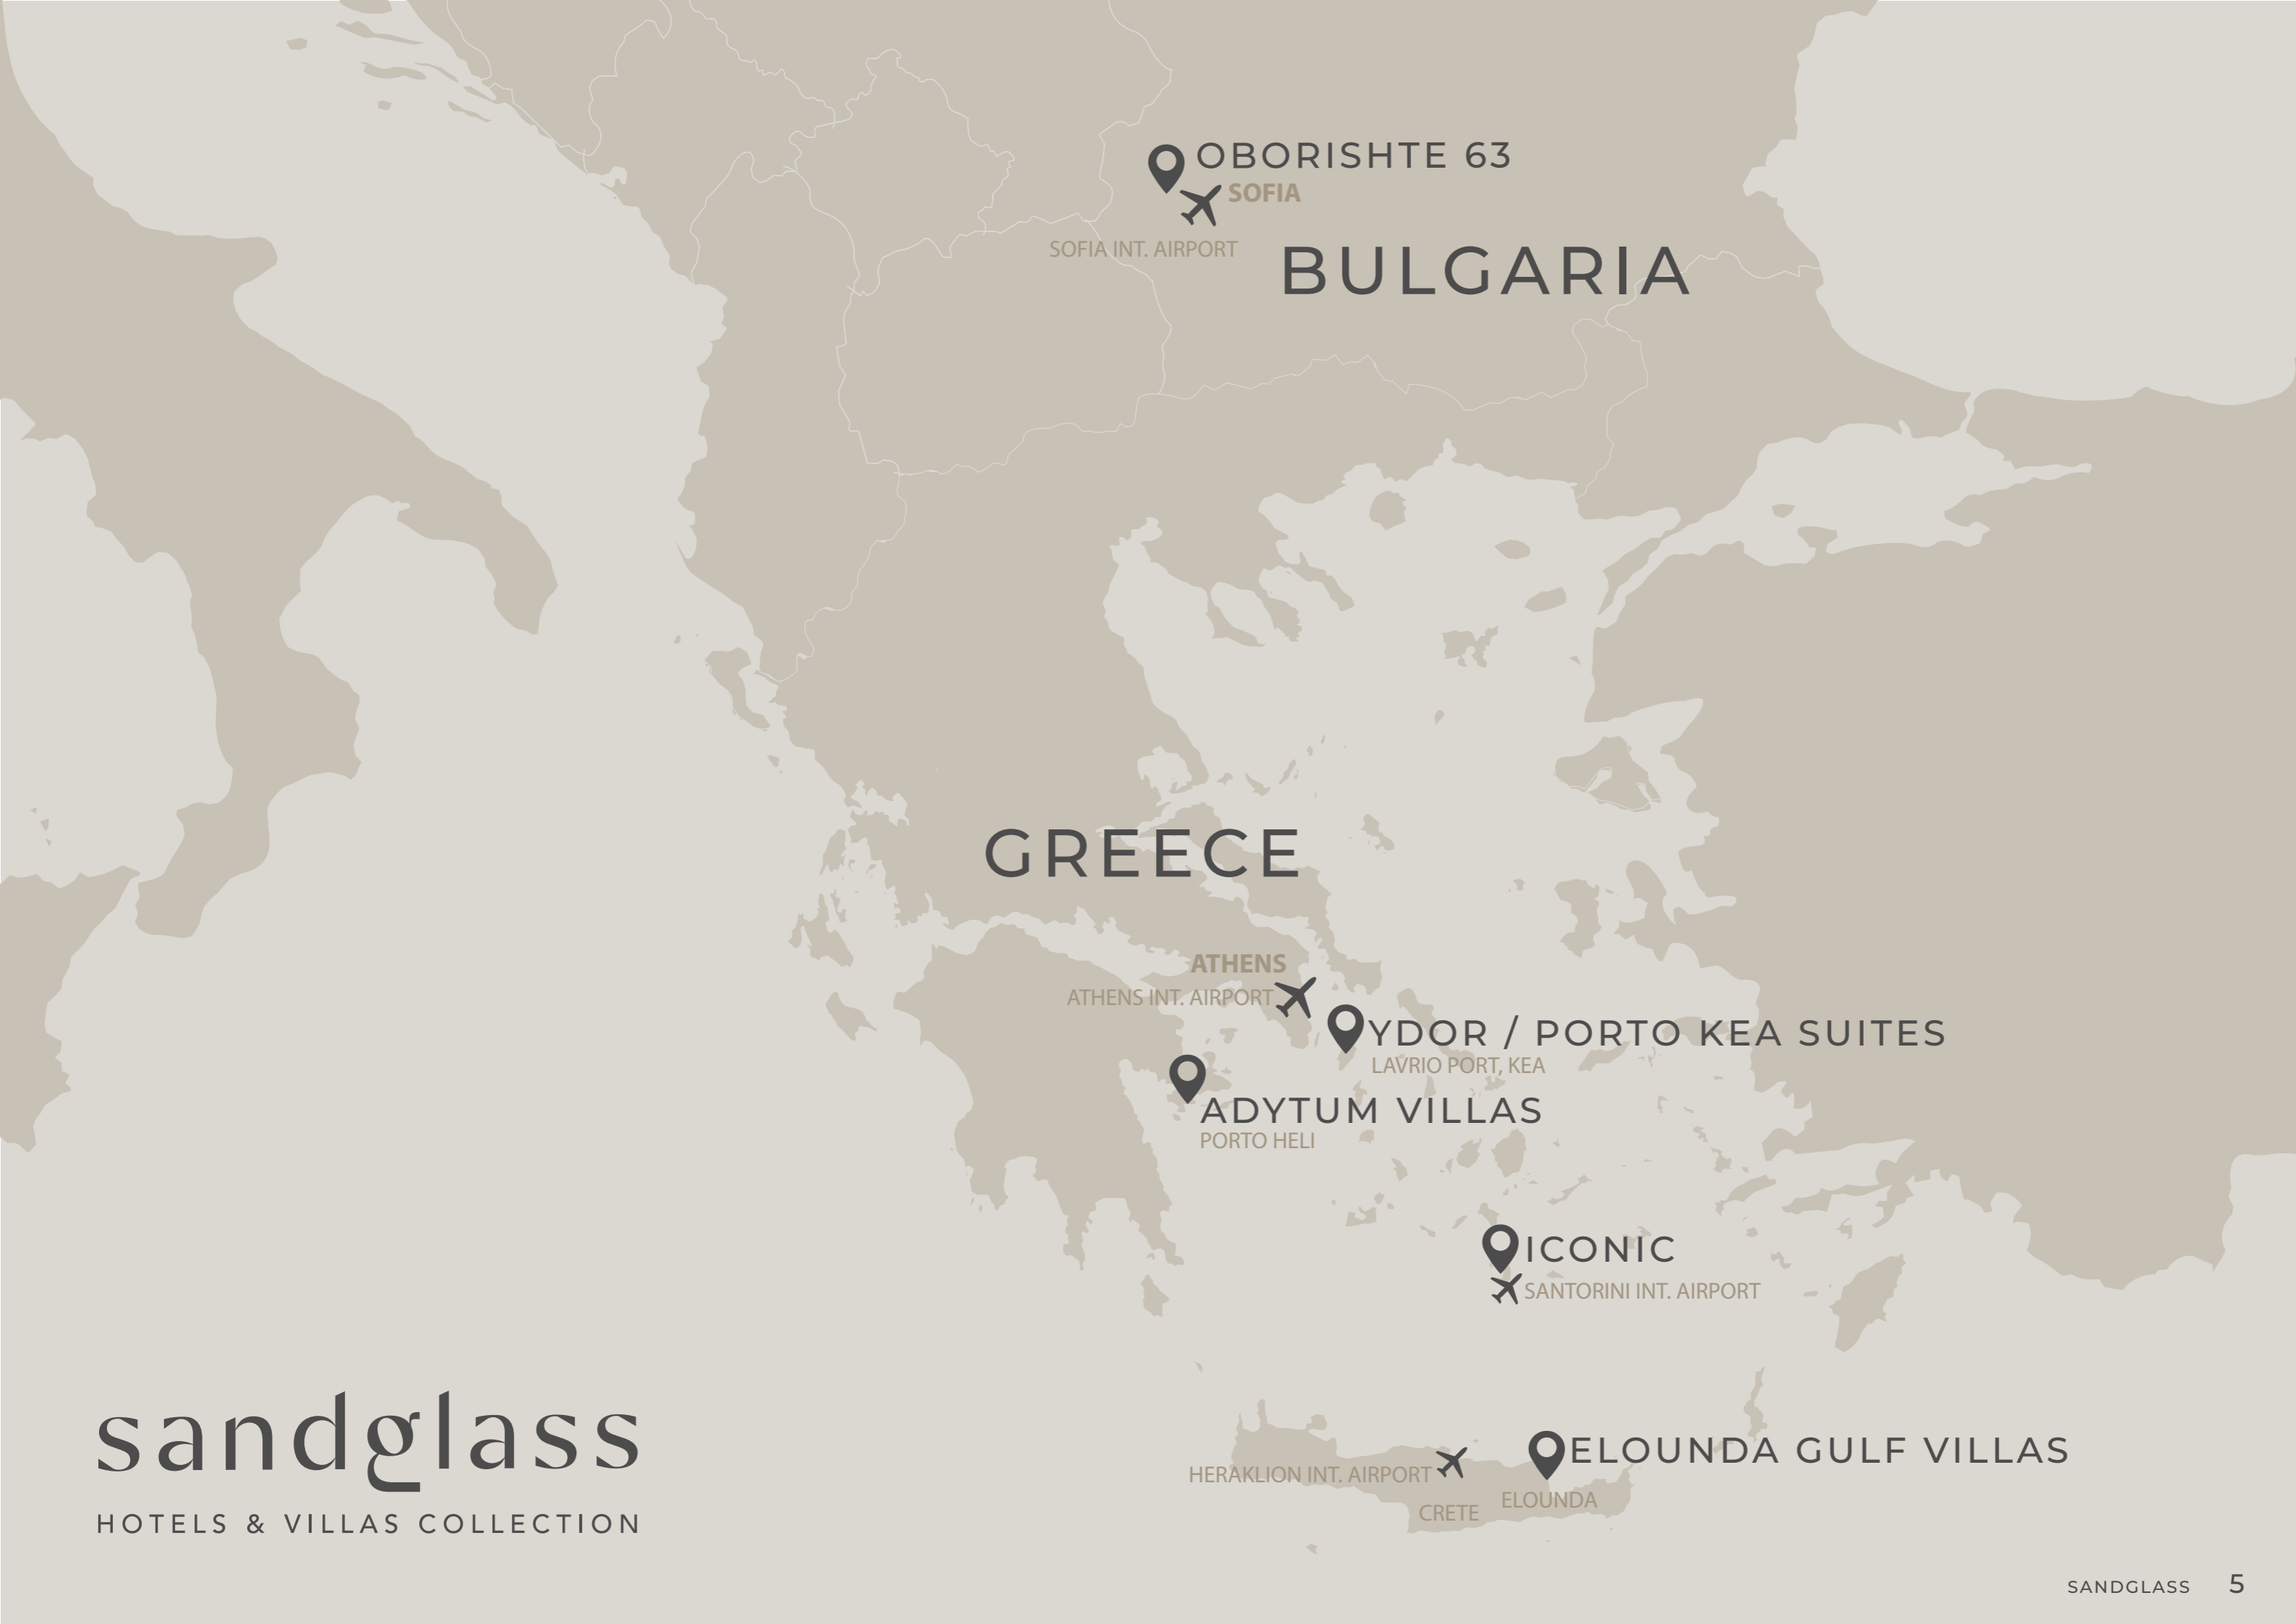 OBORISHTE 63
SOFIA
SOFIA INT. AIRPORT
BULGARIA
GREECE
ATHENS
ATHENS INT. AIRPORT
YDOR / PORTO KEA SUITES
LAVRIO PORT, KEA
ADYTUM VILLAS
PORTO HELI
ICONIC
SANTORINI INT. AIRPORT
ELOUNDA GULF VILLAS
HERAKLION INT. AIRPORT
ELOUNDA
CRETE
sandglass
HOTELS & VILLAS COLLECTION
SANDGLASS 5